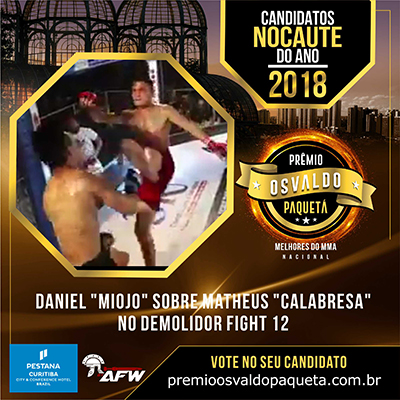 CANDIDATOS
NOCAUTE
DO ANO
2018
PRÊMIO
OSVALDO
PAQUETÁ
MELHORES DO MMA
NACIONAL
DANIEL "MIOJO" SOBRE MATHEUS "CALABRESA"
NO DEMOLIDOR FIGHT 12
PESTANA
CURITIBA
CITY & CONFERENCE HOTEL
BRAZIL
AFW
VOTE NO SEU CANDIDATO
premioosvaldopaqueta.com.br